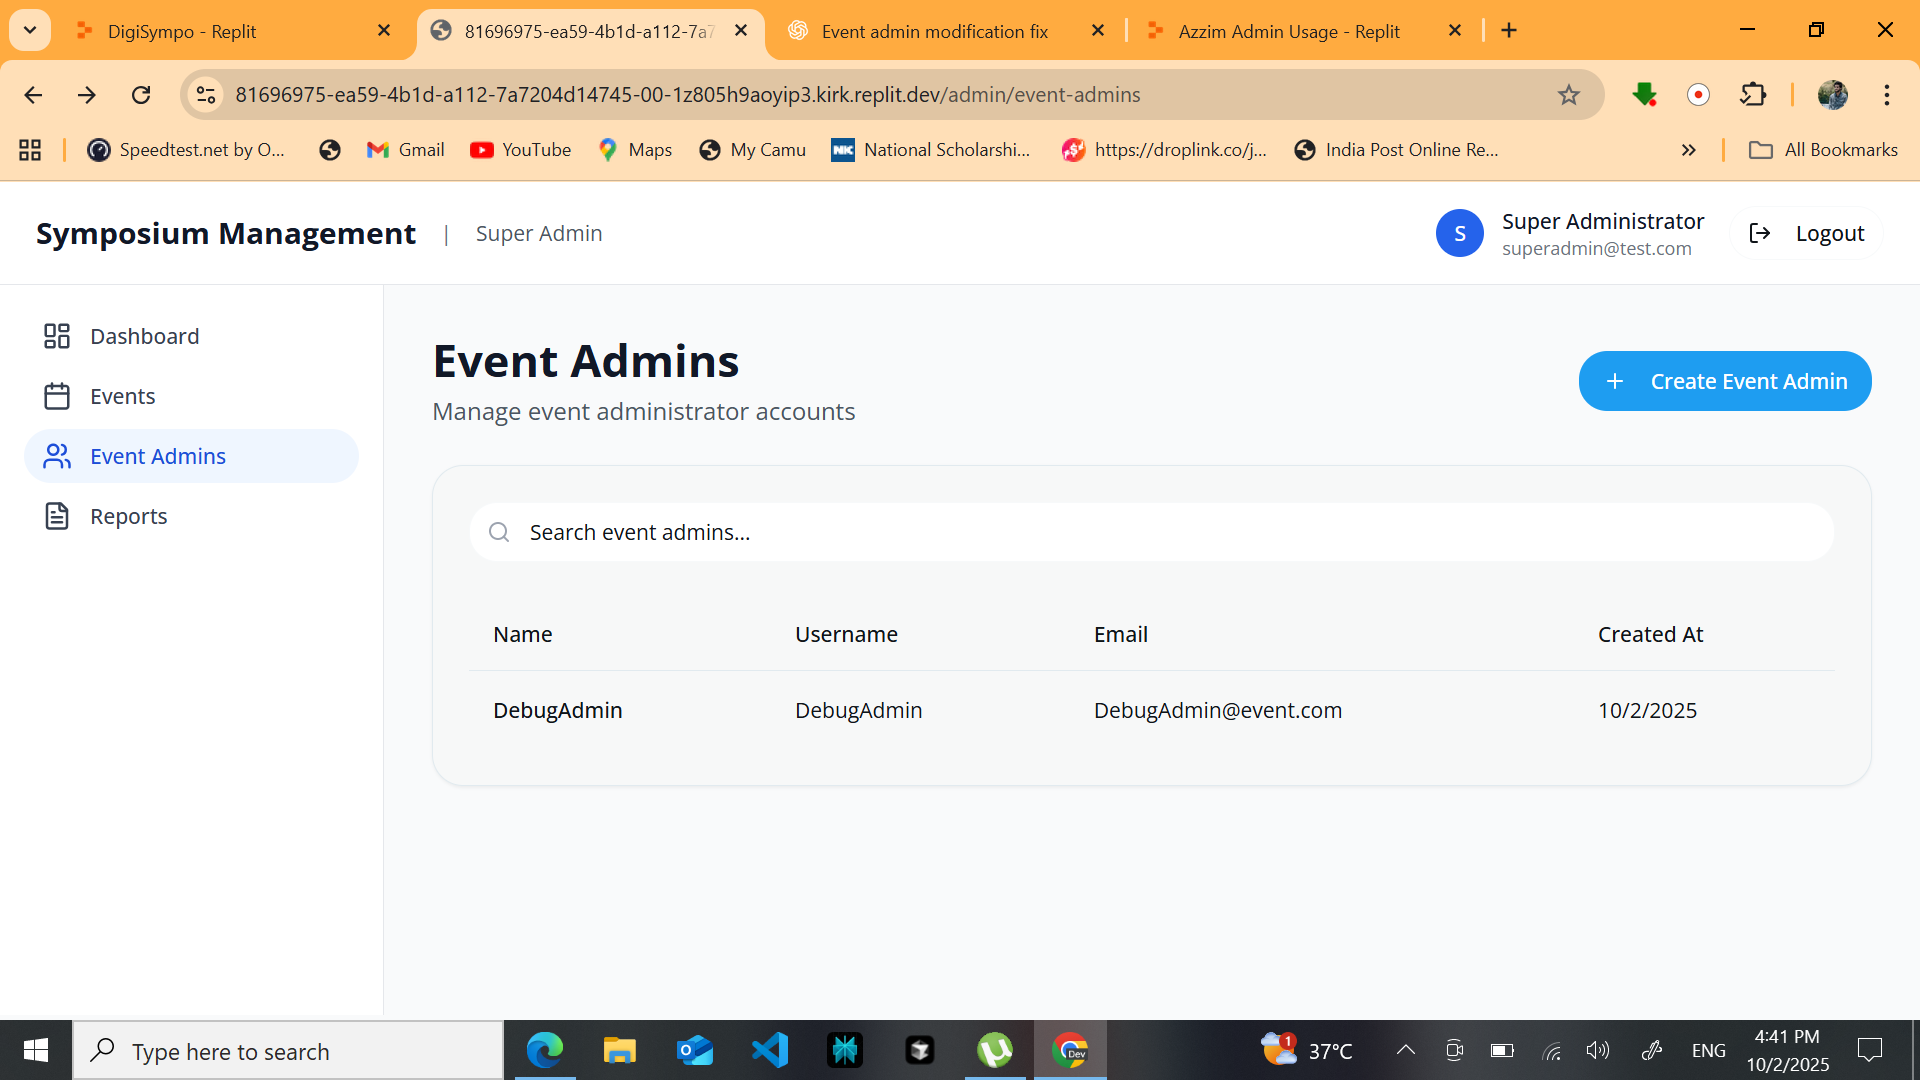 DigiSympo - Replit
81696975-ea59-4b1d-a112-7a7
Event admin modification fix
Azzim Admin Usage - Replit
81696975-ea59-4b1d-a112-7a7204d14745-00-1z805h9aoyip3.kirk.replit.dev/admin/event-admins
Speedtest.net by O...
Gmail
YouTube
Maps
My Camu
NK
National Scholarshi...
https://droplink.co/j...
India Post Online Re...
All Bookmarks
Symposium Management | Super Admin
S
Super Administrator
superadmin@test.com
Logout
Dashboard
Events
Event Admins
Reports
Event Admins
Manage event administrator accounts
+ Create Event Admin
Search event admins...
Name Username Email Created At
DebugAdmin DebugAdmin DebugAdmin@event.com 10/2/2025
Type here to search
Dev
1
37°C
ENG
4:41 PM
10/2/2025